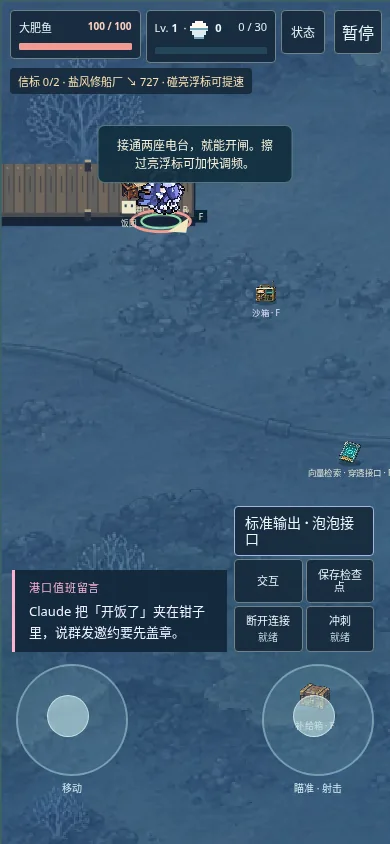 大肥鱼 100 / 100
Lv. 1 · 0 0 / 30
状态
暂停
信标 0/2 · 盐风修船厂 ↘ 727 · 碰亮浮标可提速
接通两座电台，就能开闸。擦
过亮浮标可加快调频。
F
沙箱 · F
向量检索 · 穿透接口 ·
标准输出 · 泡泡接
口
交互
保存检查
点
断开连接
就绪
冲刺
就绪
港口值班留言
Claude 把「开饭了」夹在钳子
里，说群发邀约要先盖章。
补给箱 · F
移动
瞄准 · 射击